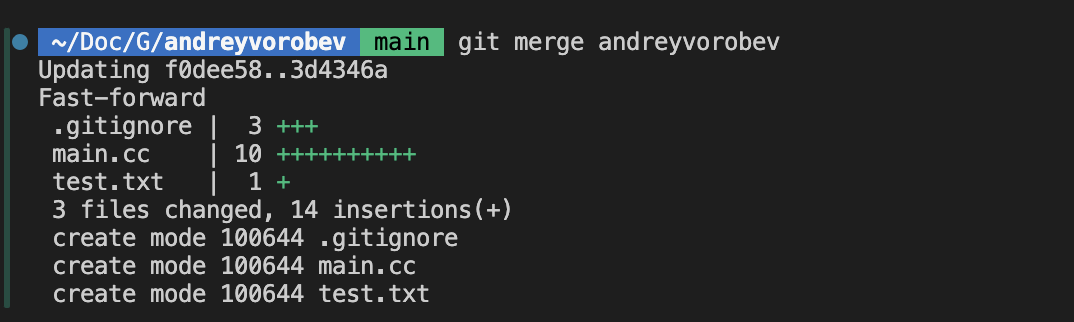 ~/Doc/G/andreyvorobev main git merge andreyvorobev
Updating f0dee58..3d4346a
Fast-forward
.gitignore | 3 +++
main.cc | 10 ++++++++++
test.txt | 1 +
3 files changed, 14 insertions(+)
create mode 100644 .gitignore
create mode 100644 main.cc
create mode 100644 test.txt